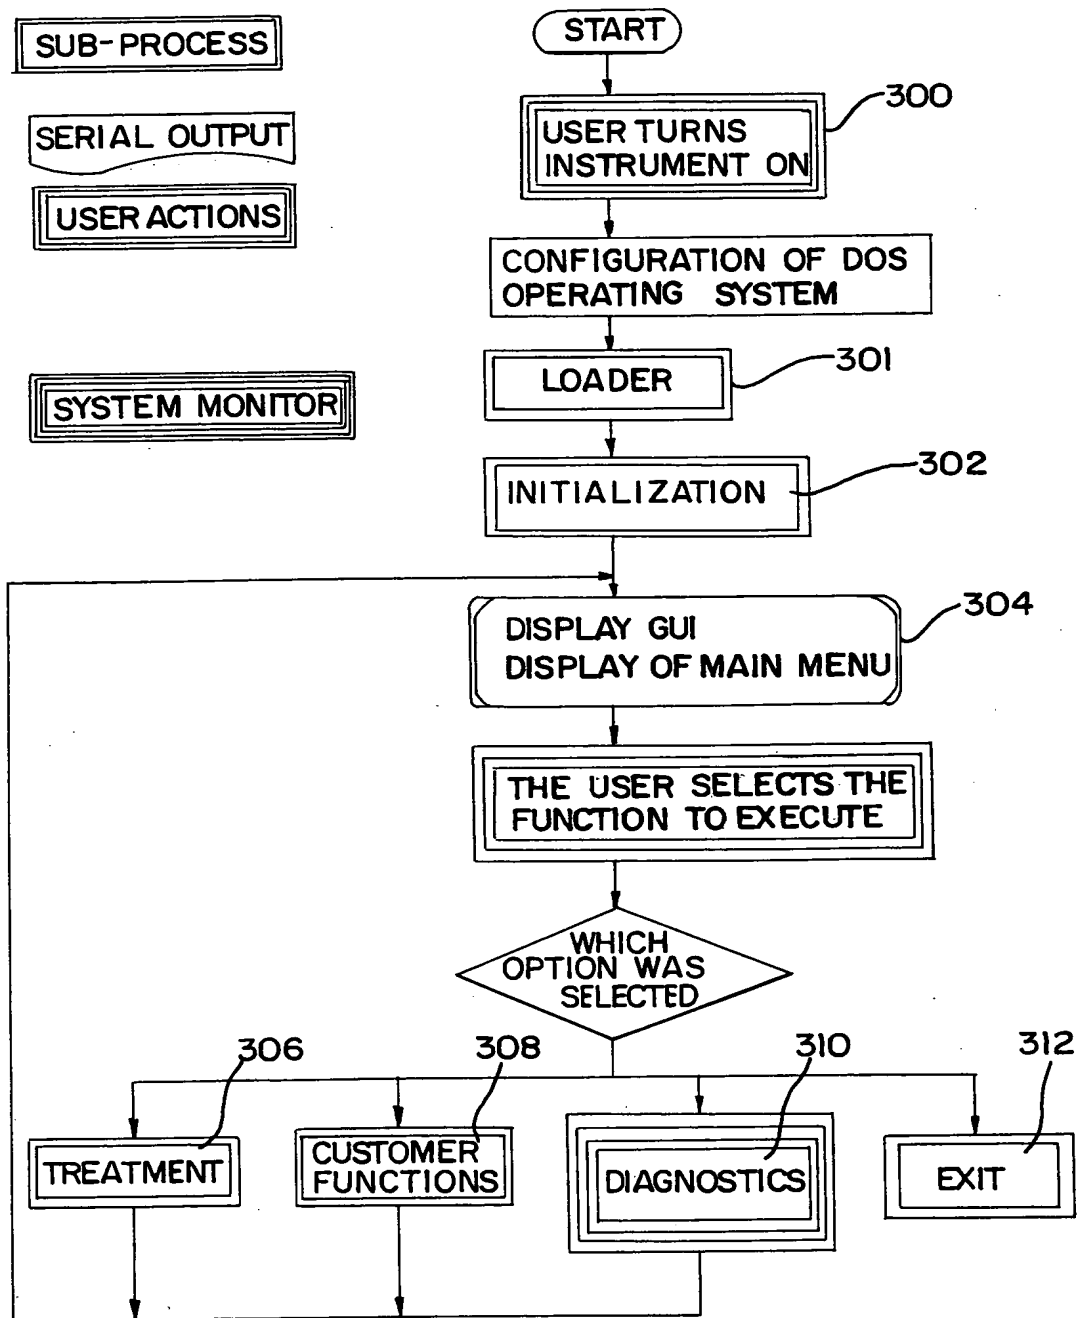 SUB-PROCESS
SERIAL OUTPUT
USER ACTIONS
SYSTEM MONITOR
START
300
USER TURNS
INSTRUMENT ON
CONFIGURATION OF DOS
OPERATING SYSTEM
301
LOADER
302
INITIALIZATION
304
DISPLAY GUI
DISPLAY OF MAIN MENU
THE USER SELECTS THE
FUNCTION TO EXECUTE
WHICH
OPTION WAS
SELECTED
306
308
310
312
TREATMENT
CUSTOMER
FUNCTIONS
DIAGNOSTICS
EXIT